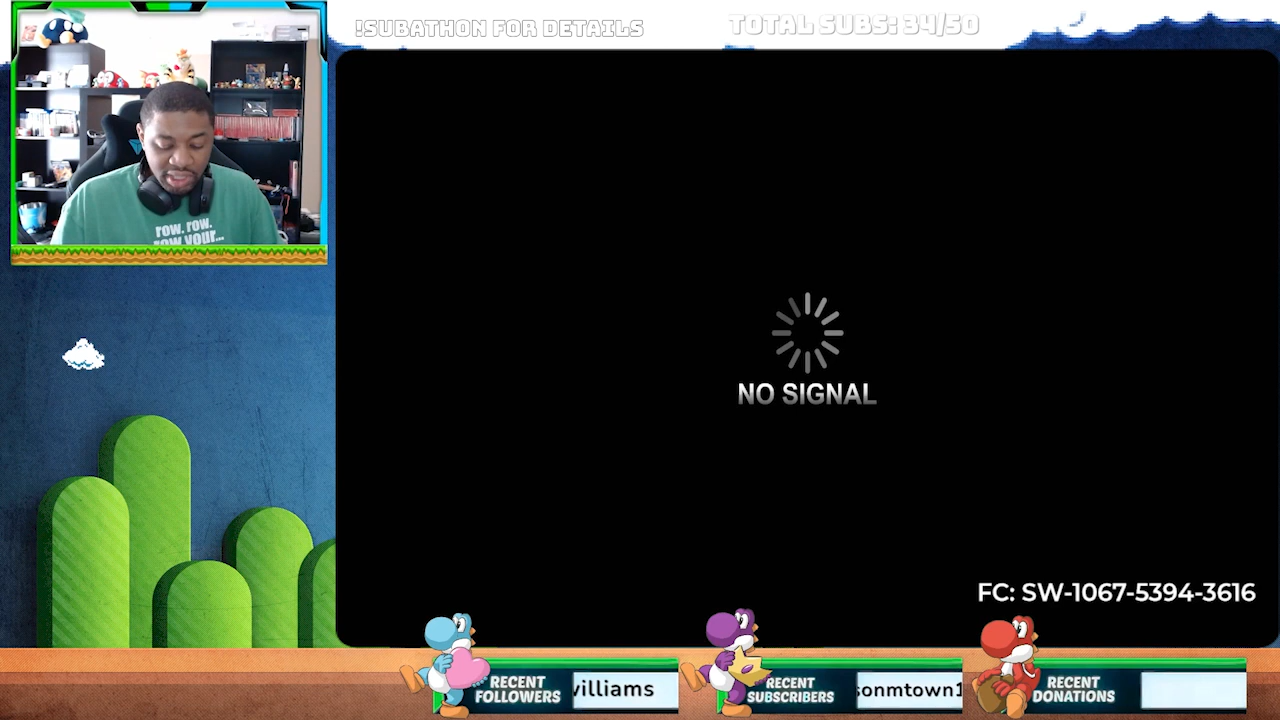 !SUBATHON FOR DETAILS
TOTAL SUBS: 34/50
row. row.
row your...
NO SIGNAL
FC: SW-1067-5394-3616
RECENT
FOLLOWERS
williams
RECENT
SUBSCRIBERS
sonmtown1
RECENT
DONATIONS